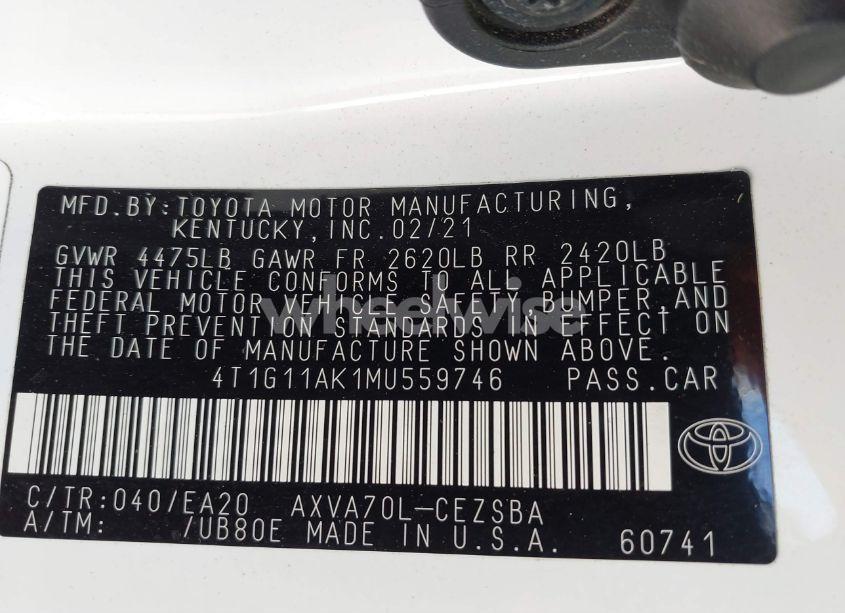 MFD.BY:TOYOTA MOTOR MANUFACTURING,
KENTUCKY,INC.02/21
GVWR 4475LB GAWR FR 2620LB RR 2420LB
THIS VEHICLE CONFORMS TO ALL APPLICABLE
FEDERAL MOTOR VEHICLE SAFETY,BUMPER,AND
THEFT PREVENTION STANDARDS IN EFFECT ON
THE DATE OF MANUFACTURE SHOWN ABOVE.
wheelwise
4T1G11AK1MU559746 PASS.CAR
C/TR:040/EA20 AXVA70L-CEZSBA
A/TM: /UB80E MADE IN U.S.A. 60741